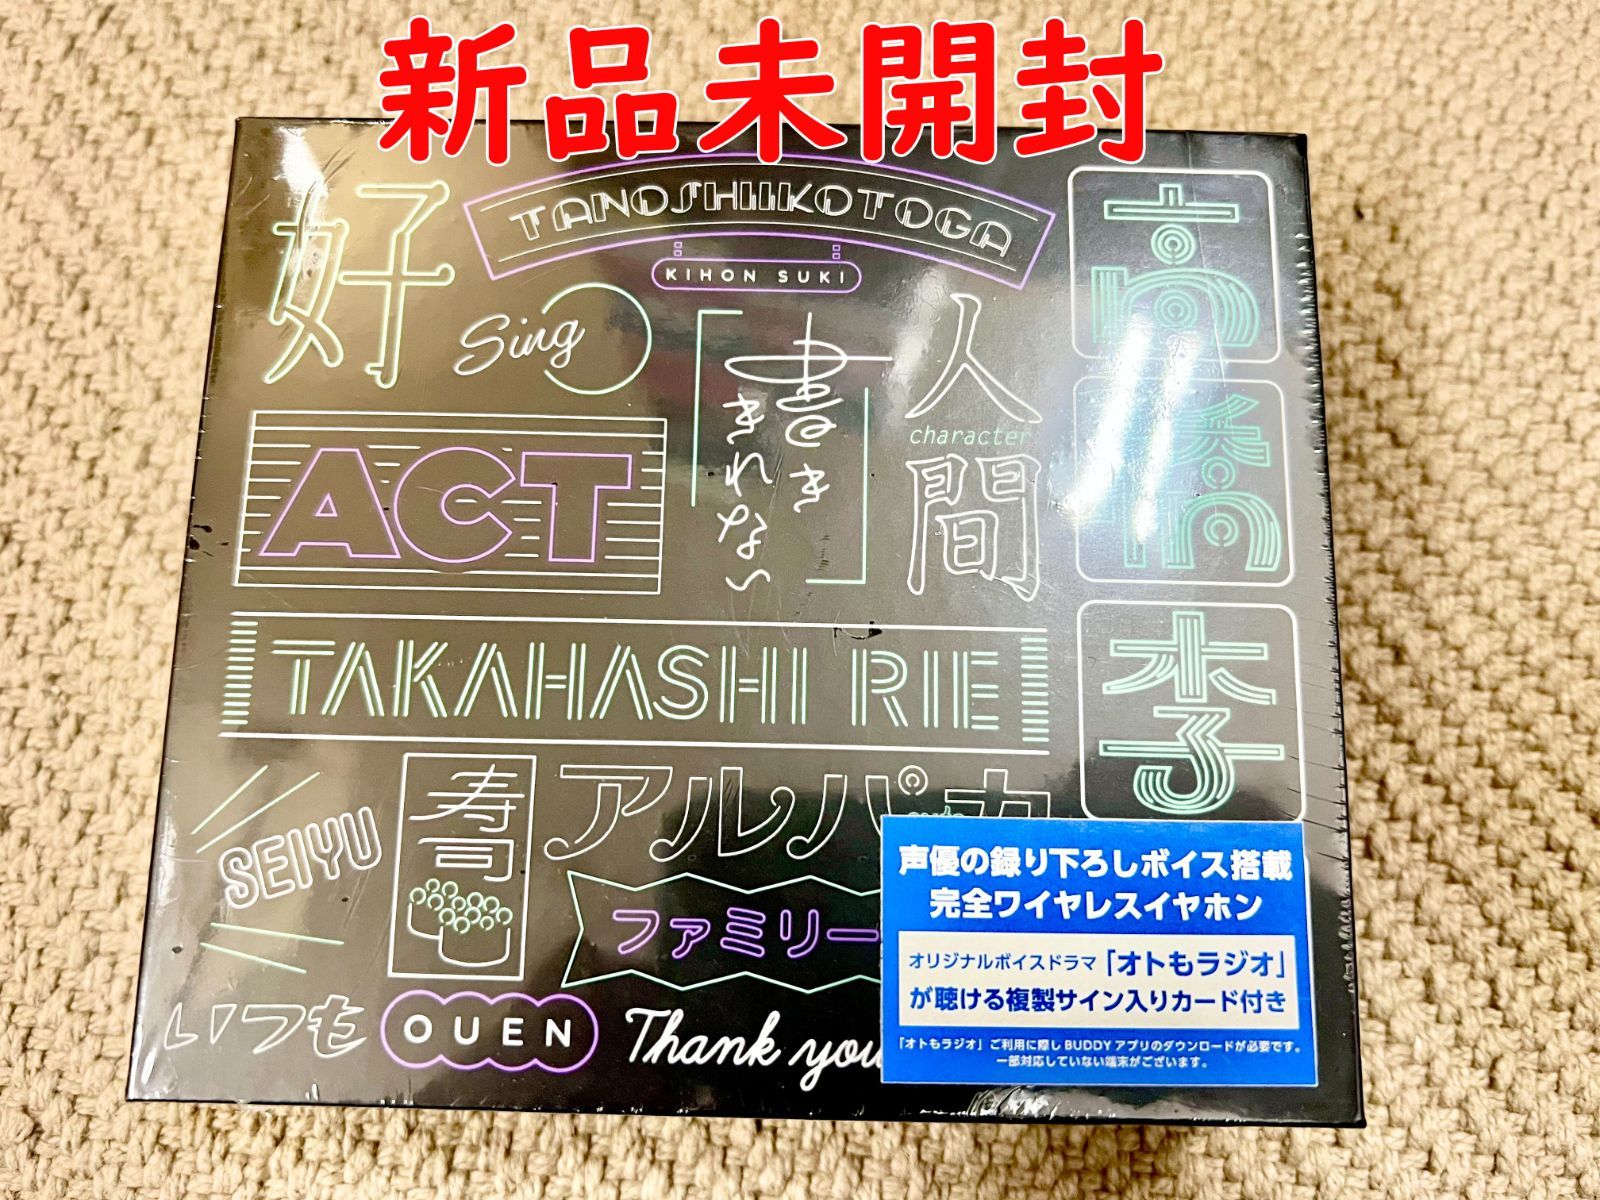 新品未開封
好
TANOSHIIKOTOGA
KIHON SUKI
Sing
「書き
きれない」
人間
character
高橋李
ACT
TAKAHASHI RIE
SEIYU
寿司
アルパカ
ファミリー
いつも
OUEN
Thank you
声優の録り下ろしボイス搭載
完全ワイヤレスイヤホン
オリジナルボイスドラマ「オトもラジオ」
が聴ける複製サイン入りカード付き
「オトもラジオ」ご利用に際し BUDDY アプリのダウンロードが必要です。
一部対応していない端末がございます。